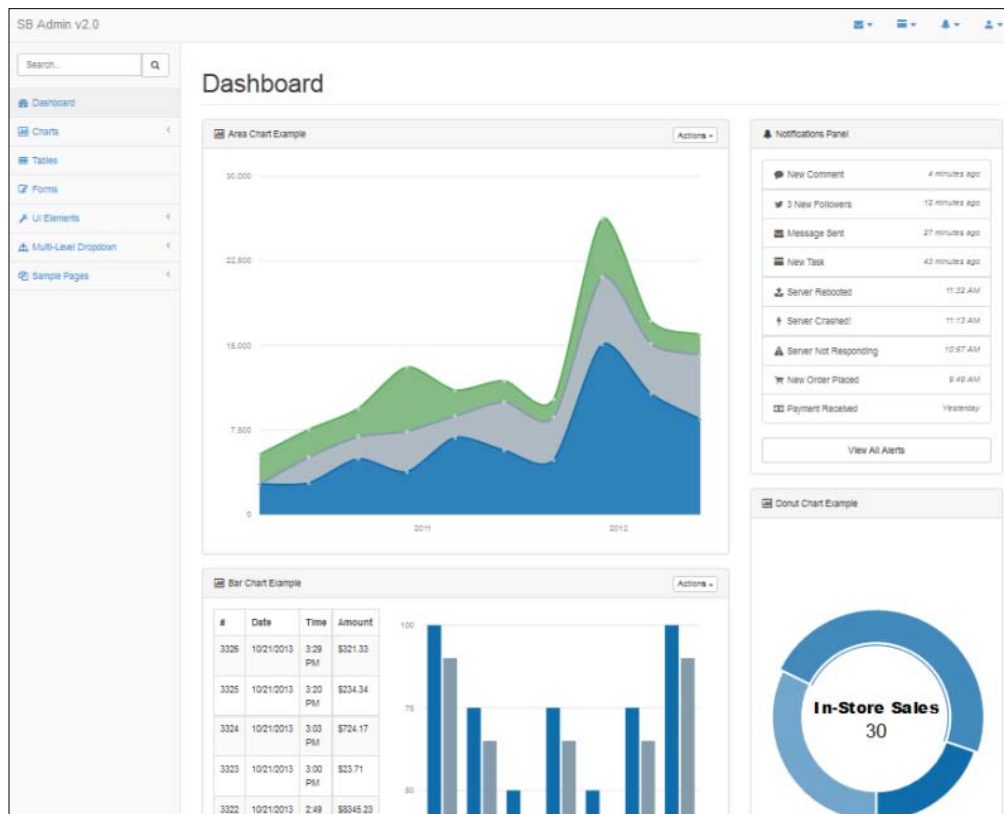 SB Admin v2.0
Search...
Dashboard
Charts
Tables
Forms
UI Elements
Multi-Level Dropdown
Sample Pages
Dashboard
Area Chart Example
Actions
30,000
22,500
15,000
7,500
0
2011
2012
Notifications Panel
New Comment 4 minutes ago
3 New Followers 12 minutes ago
Message Sent 27 minutes ago
New Task 43 minutes ago
Server Rebooted 11:32 AM
Server Crashed! 11:13 AM
Server Not Responding 10:57 AM
New Order Placed 9:49 AM
Payment Received Yesterday
View All Alerts
Donut Chart Example
In-Store Sales
30
Bar Chart Example
Actions
# Date Time Amount
3326 10/21/2013 3:29 PM $321.33
3325 10/21/2013 3:20 PM $234.34
3324 10/21/2013 3:03 PM $724.17
3323 10/21/2013 3:00 PM $23.71
3322 10/21/2013 2:49 $8345.23
100
75
50